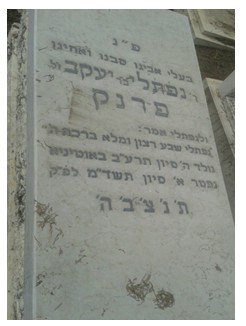 פ״נ
בעלי אבינו סבנו ואחינו
ר׳ נפתלי יעקב ז״ל
פרנק
ולנפתלי אמר:
נפתלי שבע רצון ומלא ברכת ה׳
נולד ה׳ סיון תרע״ב באוטיניא
נפטר א׳ סיון תשד״מ לפ״ק
ת׳ נ׳ צ׳ ב׳ ה׳